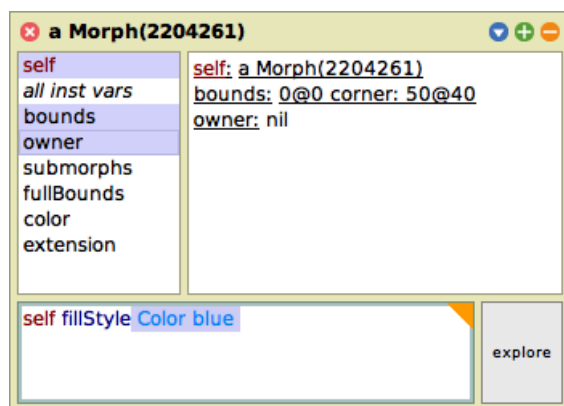 a Morph(2204261)
self
all inst vars
bounds
owner
submorphs
fullBounds
color
extension
self: a Morph(2204261)
bounds: 0@0 corner: 50@40
owner: nil
self fillStyle Color blue
explore